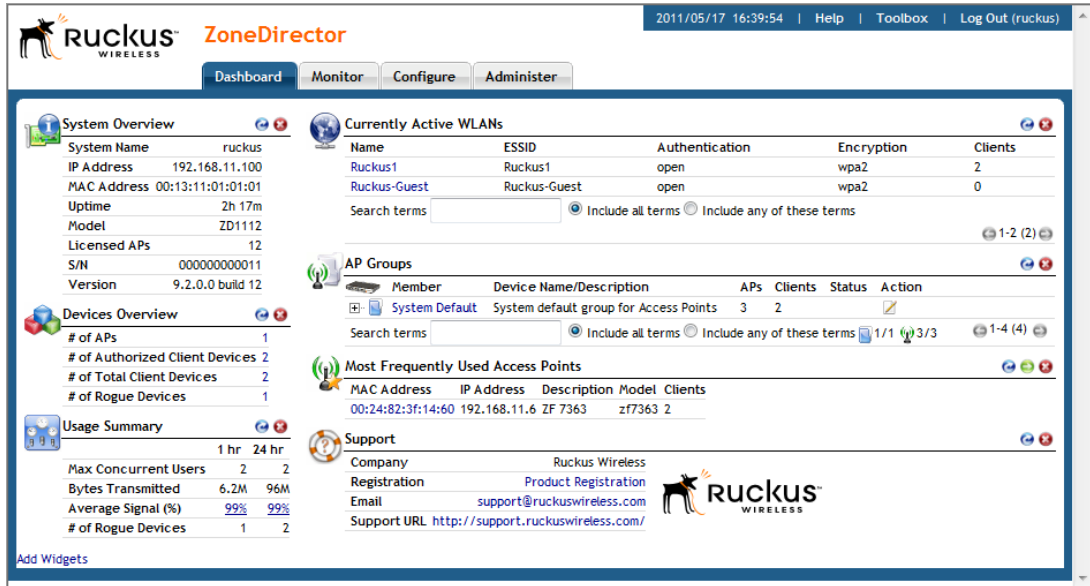 2011/05/17 16:39:54 | Help | Toolbox | Log Out (ruckus)
Ruckus WIRELESS ZoneDirector
Dashboard Monitor Configure Administer
System Overview
System Name ruckus
IP Address 192.168.11.100
MAC Address 00:13:11:01:01:01
Uptime 2h 17m
Model ZD1112
Licensed APs 12
S/N 000000000011
Version 9.2.0.0 build 12
Devices Overview
# of APs 1
# of Authorized Client Devices 2
# of Total Client Devices 2
# of Rogue Devices 1
Usage Summary
1 hr 24 hr
Max Concurrent Users 2 2
Bytes Transmitted 6.2M 96M
Average Signal (%) 99% 99%
# of Rogue Devices 1 2
Add Widgets
Currently Active WLANs
Name ESSID Authentication Encryption Clients
Ruckus1 Ruckus1 open wpa2 2
Ruckus-Guest Ruckus-Guest open wpa2 0
Search terms Include all terms Include any of these terms
1-2 (2)
AP Groups
Member Device Name/Description APs Clients Status Action
System Default System default group for Access Points 3 2
Search terms Include all terms Include any of these terms 1/1 3/3 1-4 (4)
Most Frequently Used Access Points
MAC Address IP Address Description Model Clients
00:24:82:3f:14:60 192.168.11.6 ZF 7363 zf7363 2
Support
Company Ruckus Wireless
Registration Product Registration
Email support@ruckuswireless.com
Support URL http://support.ruckuswireless.com/
Ruckus WIRELESS